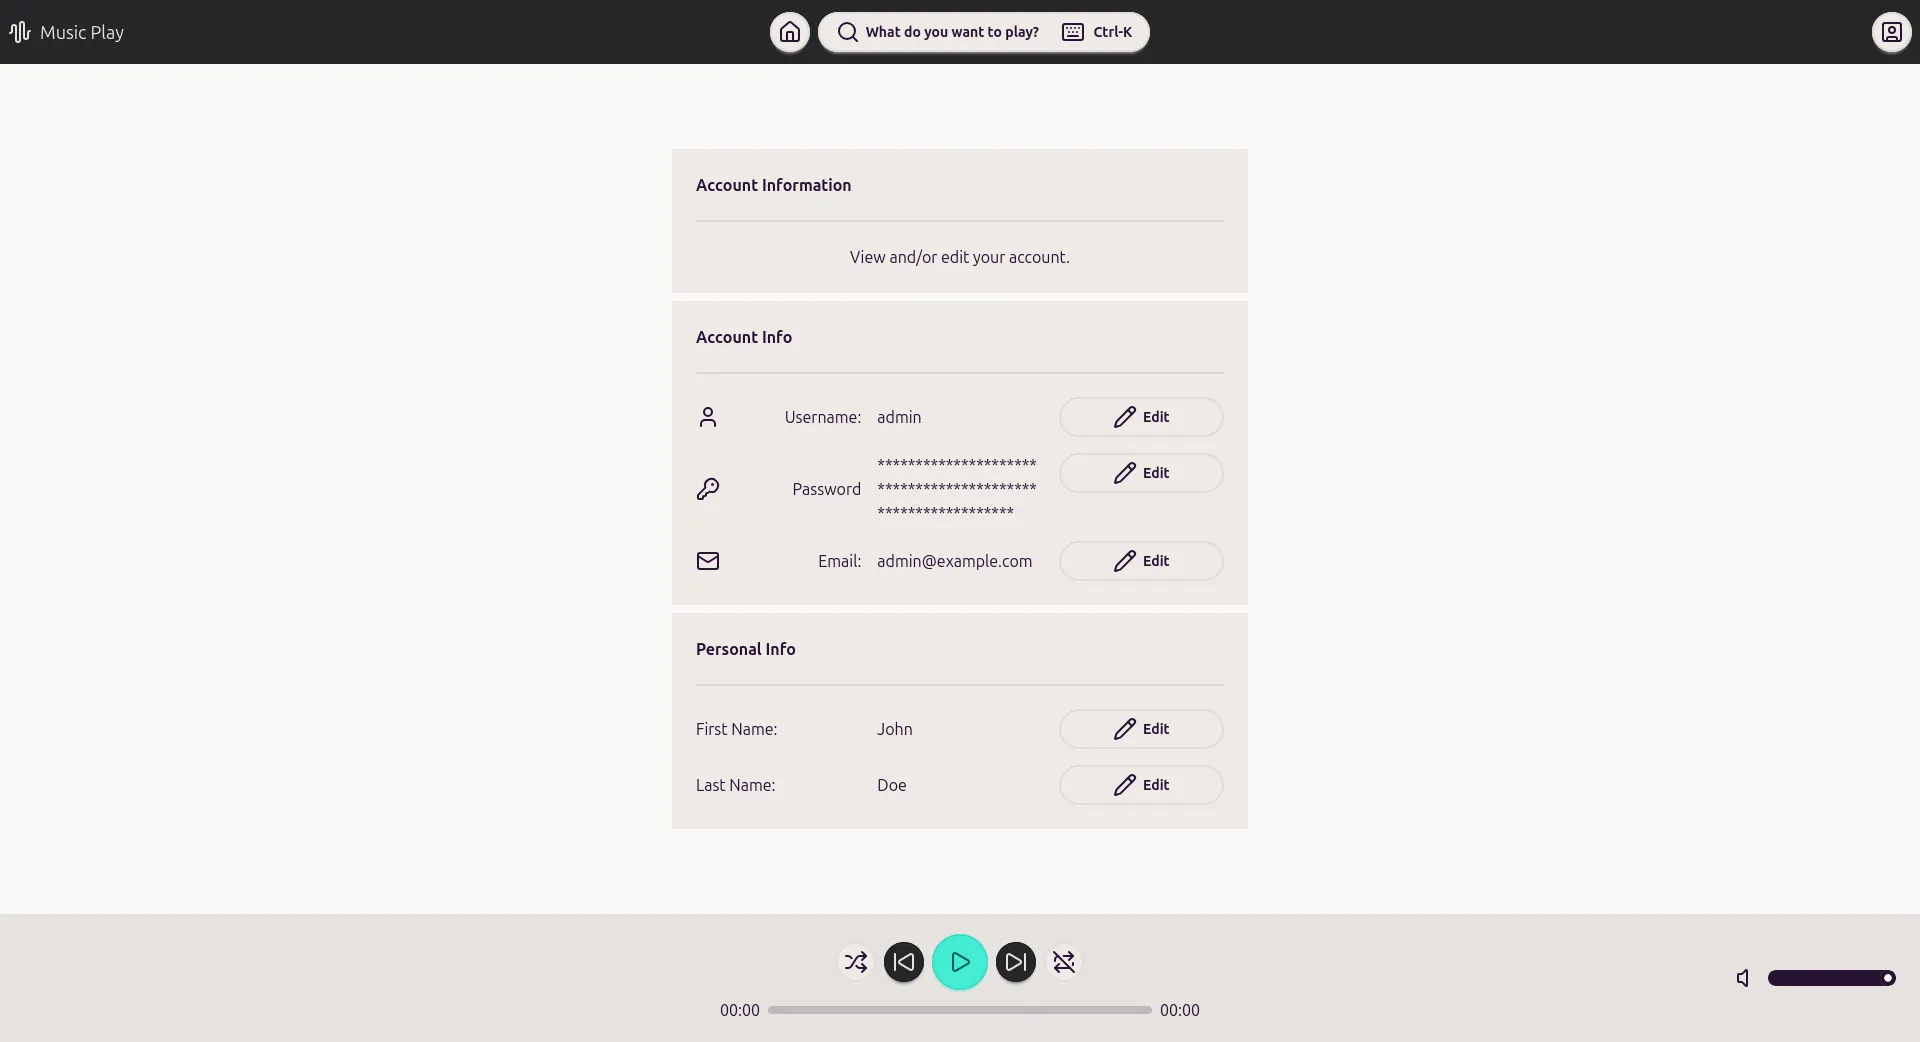 Music Play
What do you want to play? Ctrl-K
Account Information
View and/or edit your account.
Account Info
Username: admin Edit
Password *********************
*********************
****************** Edit
Email: admin@example.com Edit
Personal Info
First Name: John Edit
Last Name: Doe Edit
00:00 00:00